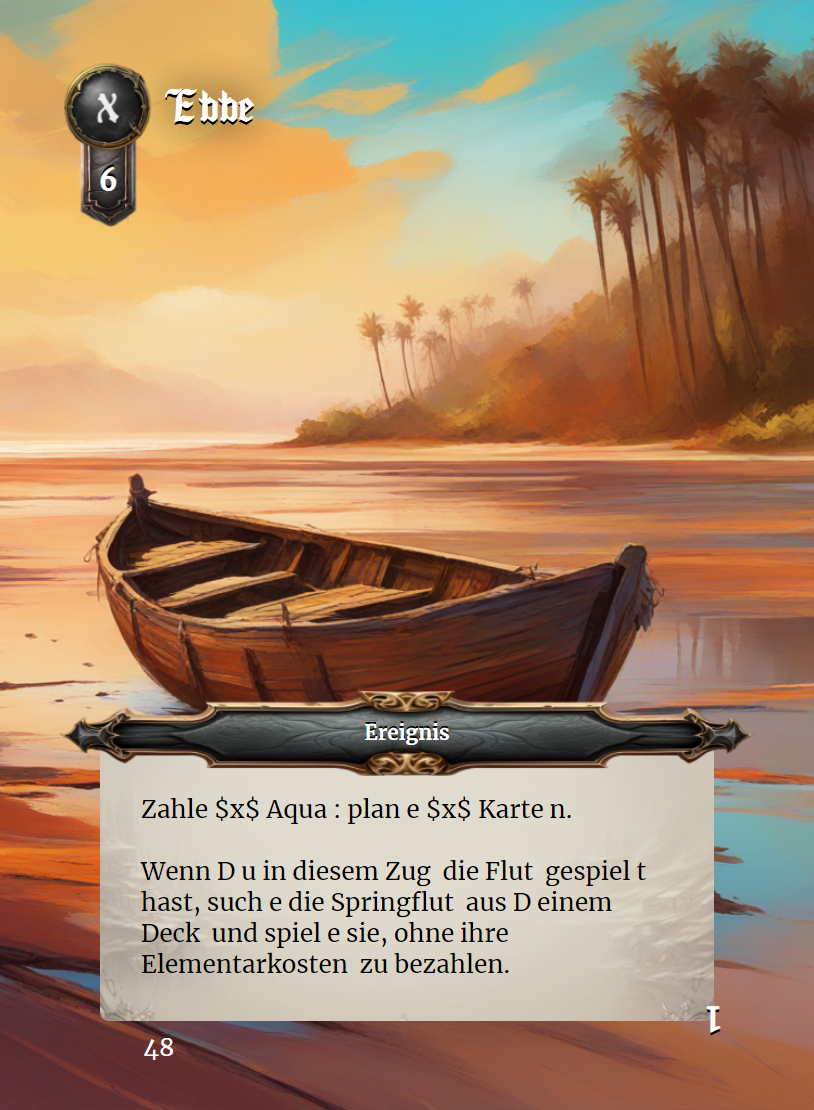 x
Ebbe
6
Ereignis
Zahle $x$ Aqua : plan e $x$ Karte n.
Wenn D u in diesem Zug die Flut gespiel t
hast, such e die Springflut aus D einem
Deck und spiel e sie, ohne ihre
Elementarkosten zu bezahlen.
1
48